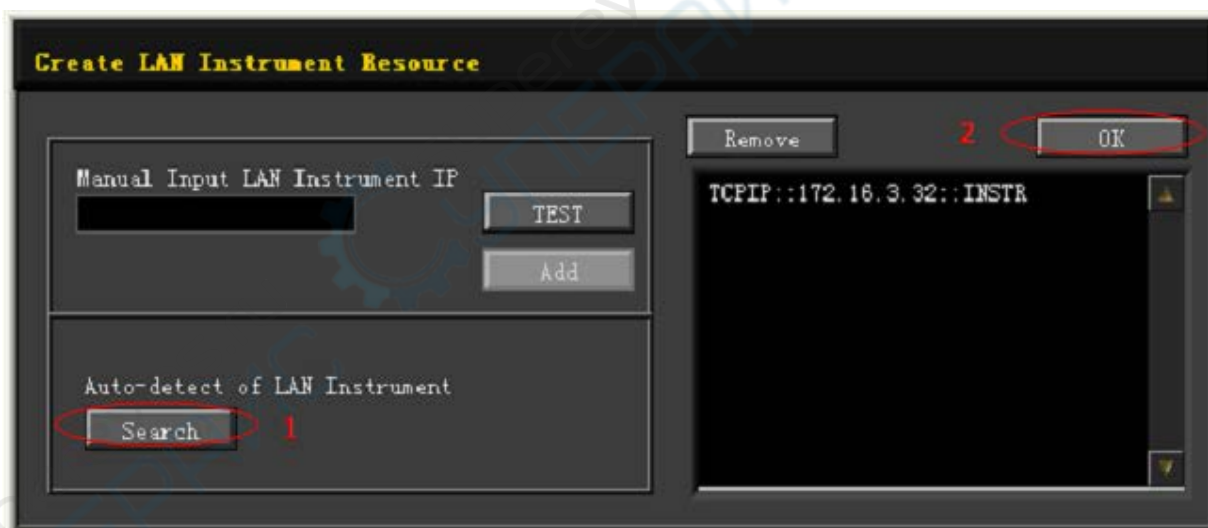 Create LAN Instrument Resource
Manual Input LAN Instrument IP
TEST
Add
Auto-detect of LAN Instrument
Search
1
Remove
2
OK
TCPIP::172.16.3.32::INSTR